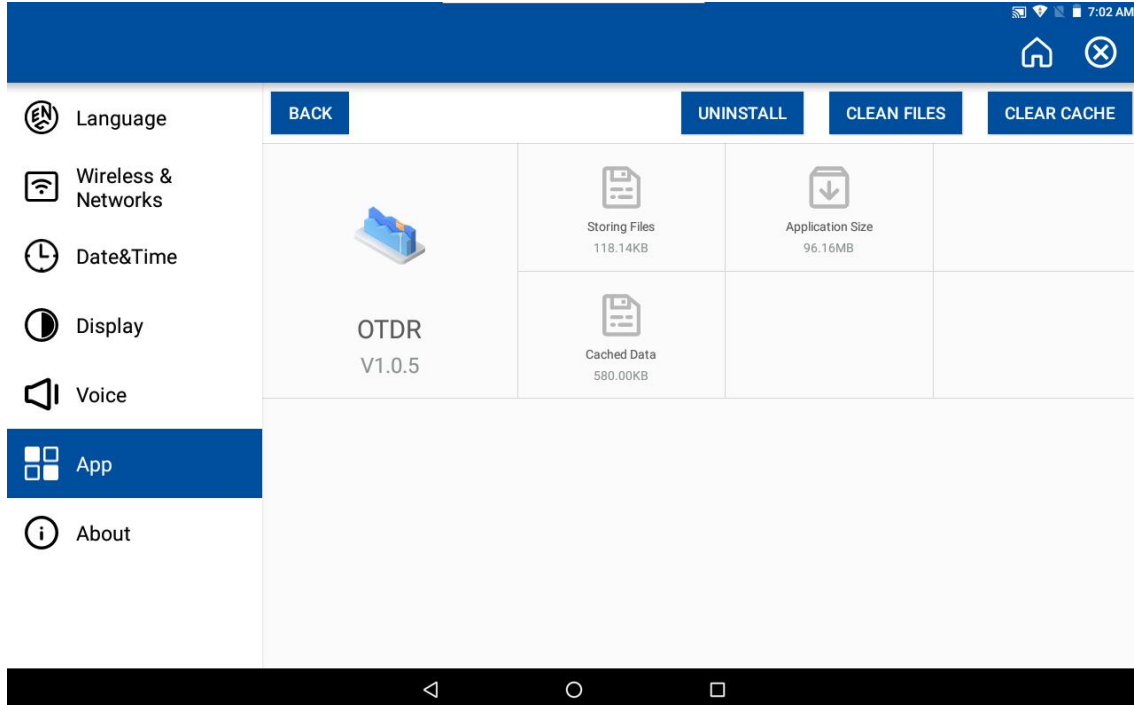 7:02 AM
EN
Language
Wireless &
Networks
Date&Time
Display
Voice
App
About
BACK
UNINSTALL
CLEAN FILES
CLEAR CACHE
OTDR
V1.0.5
Storing Files
118.14KB
Application Size
96.16MB
Cached Data
580.00KB